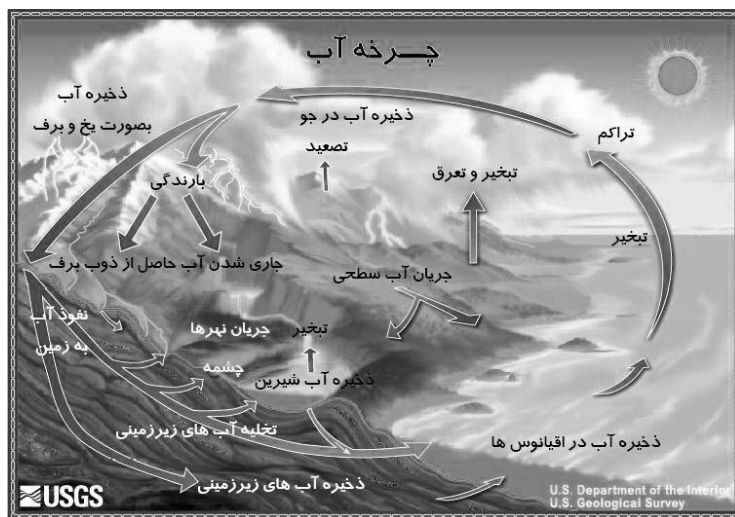 چــرخه آب
ذخیره آب
بصورت یخ و برف
ذخیره آب در جو
تراکم
تصعید
بارندگی
تبخیر و تعرق
تبخیر
جاری شدن آب حاصل از ذوب برف
جریان آب سطحی
نفوذ آب
به زمین
جریان نهرها
تبخیر
چشمه
ذخیره آب شیرین
تخلیه آب های زیرزمینی
ذخیره آب در اقیانوس ها
ذخیره آب های زیرزمینی
USGS
U.S. Department of the Interior
U.S. Geological Survey